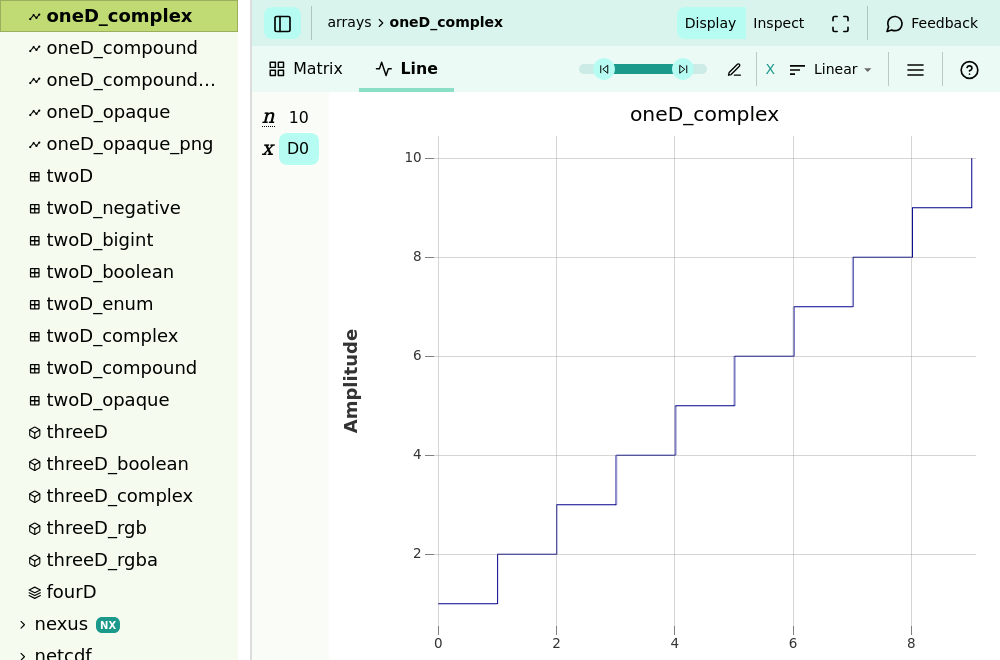 oneD_complex
oneD_compound
oneD_compound…
oneD_opaque
oneD_opaque_png
twoD
twoD_negative
twoD_bigint
twoD_boolean
twoD_enum
twoD_complex
twoD_compound
twoD_opaque
threeD
threeD_boolean
threeD_complex
threeD_rgb
threeD_rgba
fourD
nexus NX
netcdf
arrays > oneD_complex
Display Inspect Feedback
Matrix Line X Linear
n 10
x D0
oneD_complex
Amplitude
10
8
6
4
2
0 2 4 6 8